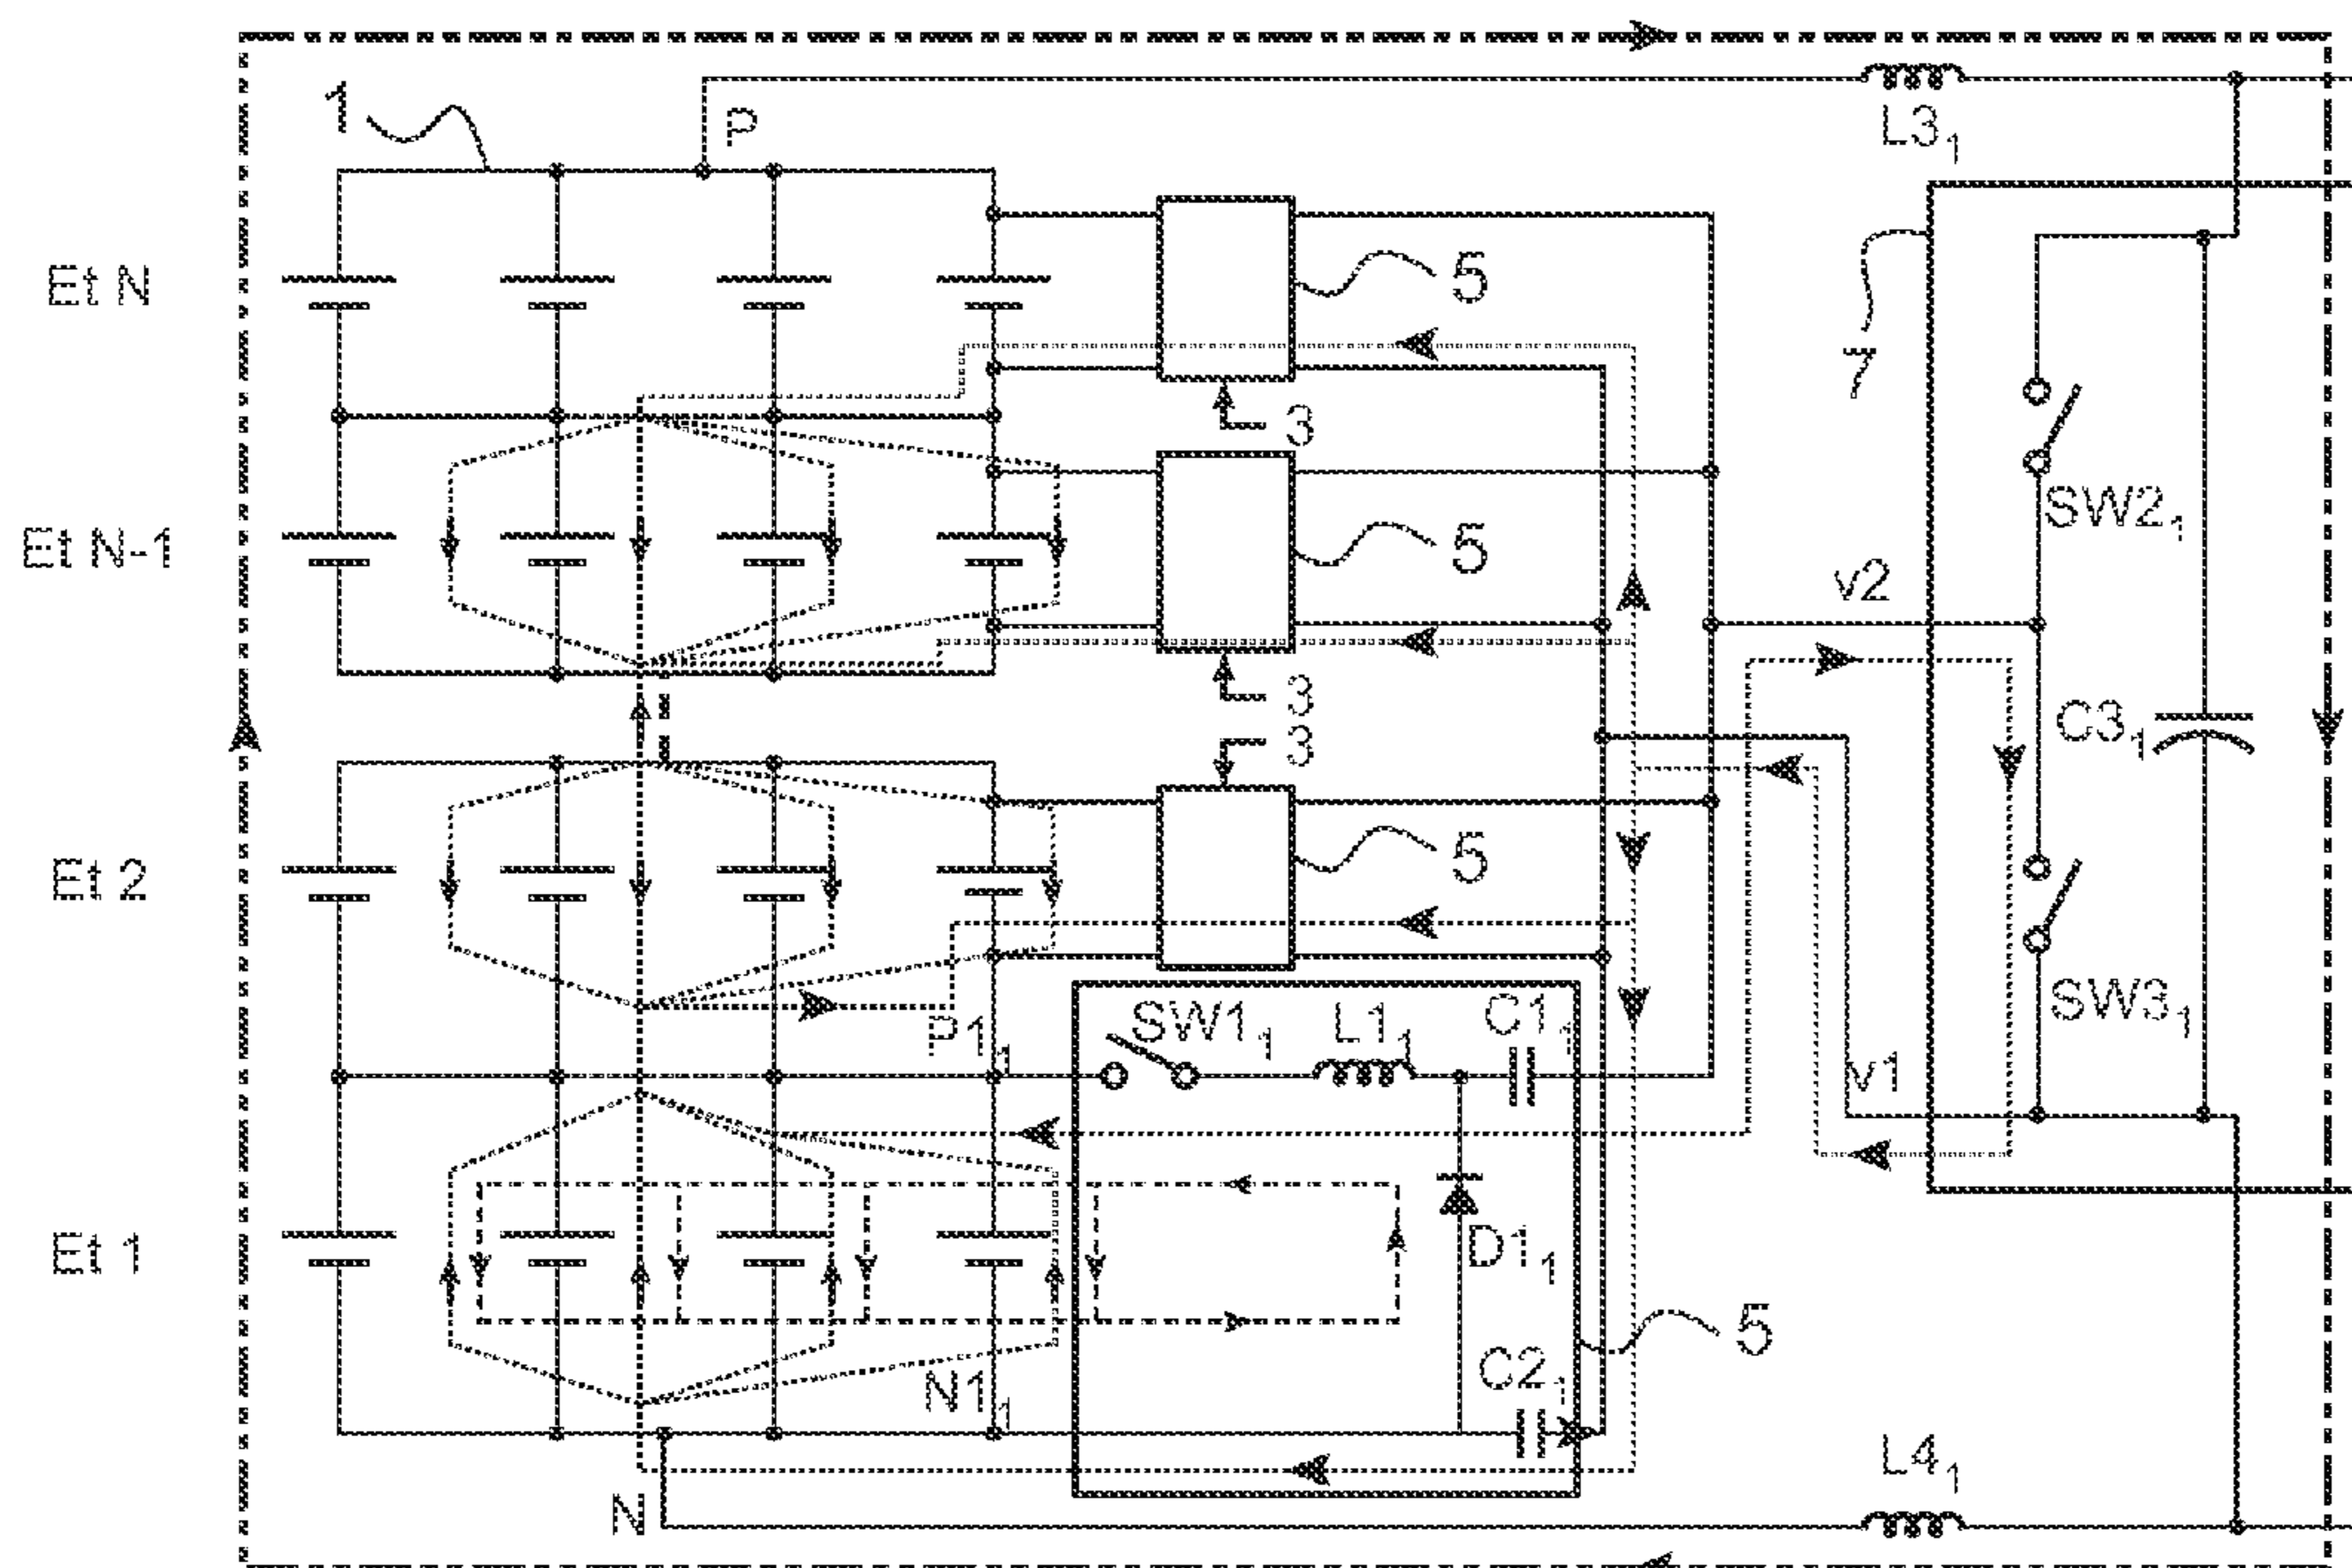 1
P
L3₁
Et N
5
7
3
SW2₁
Et N-1
5
v2
3
C3₁
3
Et 2
5
SW3₁
P1₁
SW1₁
L1₁
C1₁
v1
Et 1
D1₁
5
C2₁
N1₁
L4₁
N